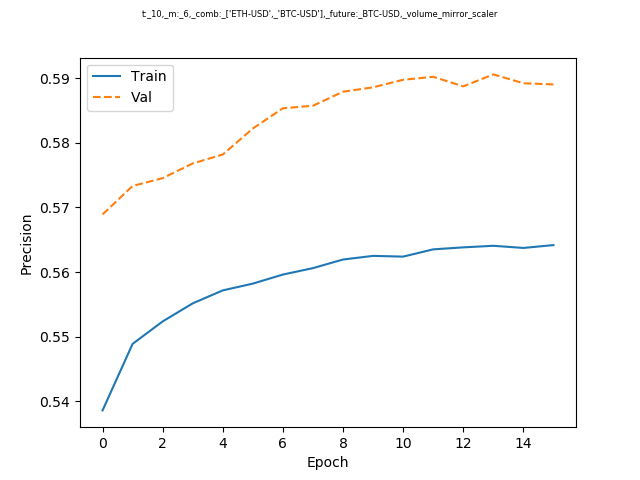 t:_10,_m:_6,_comb:_['ETH-USD',_'BTC-USD'],_future:_BTC-USD,_volume_mirror_scaler
Train
Val
0.59
0.58
0.57
0.56
0.55
0.54
Precision
0 2 4 6 8 10 12 14
Epoch